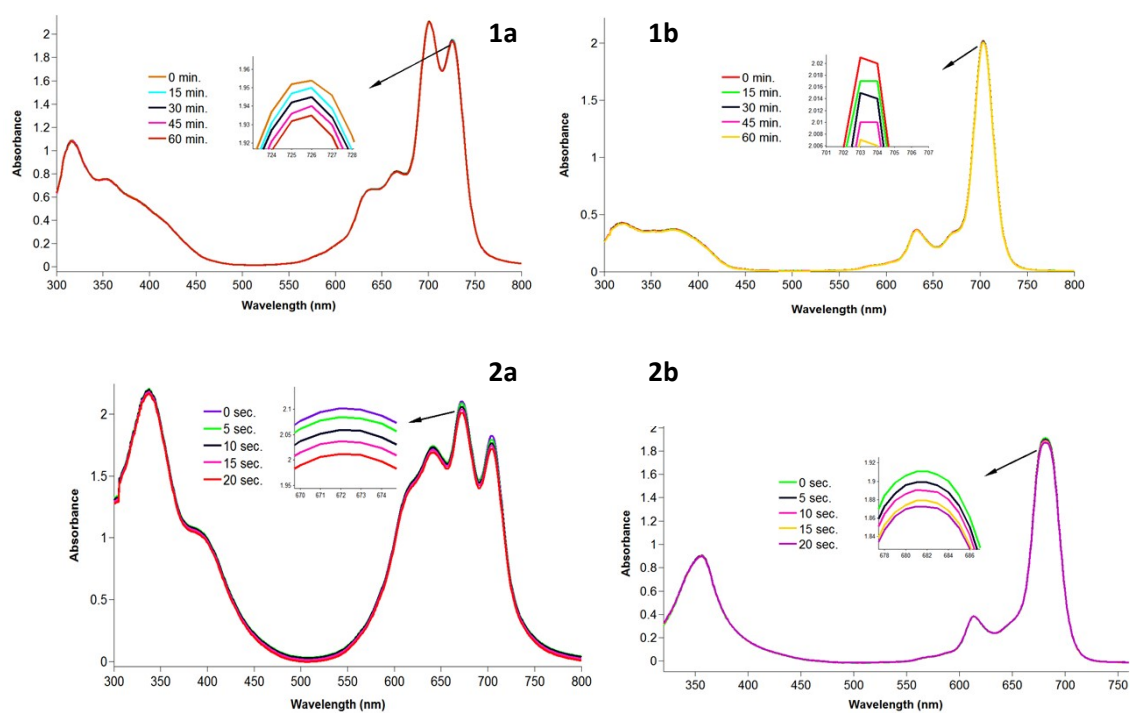 1a
2
1.8
1.6
1.4
1.2
1
0.8
0.6
0.4
0.2
0
Absorbance
300 350 400 450 500 550 600 650 700 750 800
Wavelength (nm)
0 min.
15 min.
30 min.
45 min.
60 min.
1.96
1.95
1.94
1.93
1.92
724 725 726 727 728
1b
2
1.5
1
0.5
0
Absorbance
300 350 400 450 500 550 600 650 700 750 800
Wavelength (nm)
0 min.
15 min.
30 min.
45 min.
60 min.
2.02
2.018
2.016
2.014
2.012
2.01
2.008
2.006
701 702 703 704 705 706 707
2a
2
1.5
1
0.5
0
Absorbance
300 350 400 450 500 550 600 650 700 750 800
Wavelength (nm)
0 sec.
5 sec.
10 sec.
15 sec.
20 sec.
2.1
2.05
2
1.95
670 671 672 673 674
2b
2
1.8
1.6
1.4
1.2
1
0.8
0.6
0.4
0.2
0
Absorbance
350 400 450 500 550 600 650 700 750
Wavelength (nm)
0 sec.
5 sec.
10 sec.
15 sec.
20 sec.
1.92
1.9
1.88
1.86
1.84
678 680 682 684 686